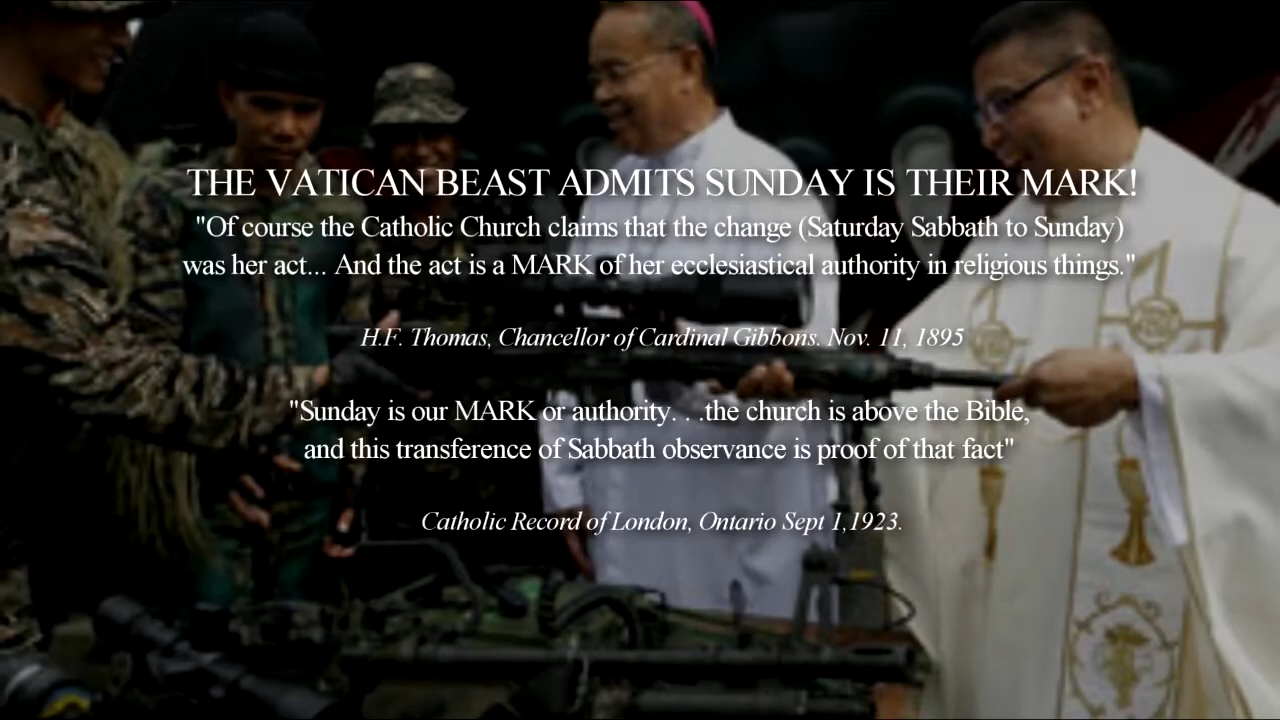 THE VATICAN BEAST ADMITS SUNDAY IS THEIR MARK!
"Of course the Catholic Church claims that the change (Saturday Sabbath to Sunday)
was her act... And the act is a MARK of her ecclesiastical authority in religious things."
H.F. Thomas, Chancellor of Cardinal Gibbons. Nov. 11, 1895
"Sunday is our MARK or authority. . .the church is above the Bible,
and this transference of Sabbath observance is proof of that fact"
Catholic Record of London, Ontario Sept 1,1923.